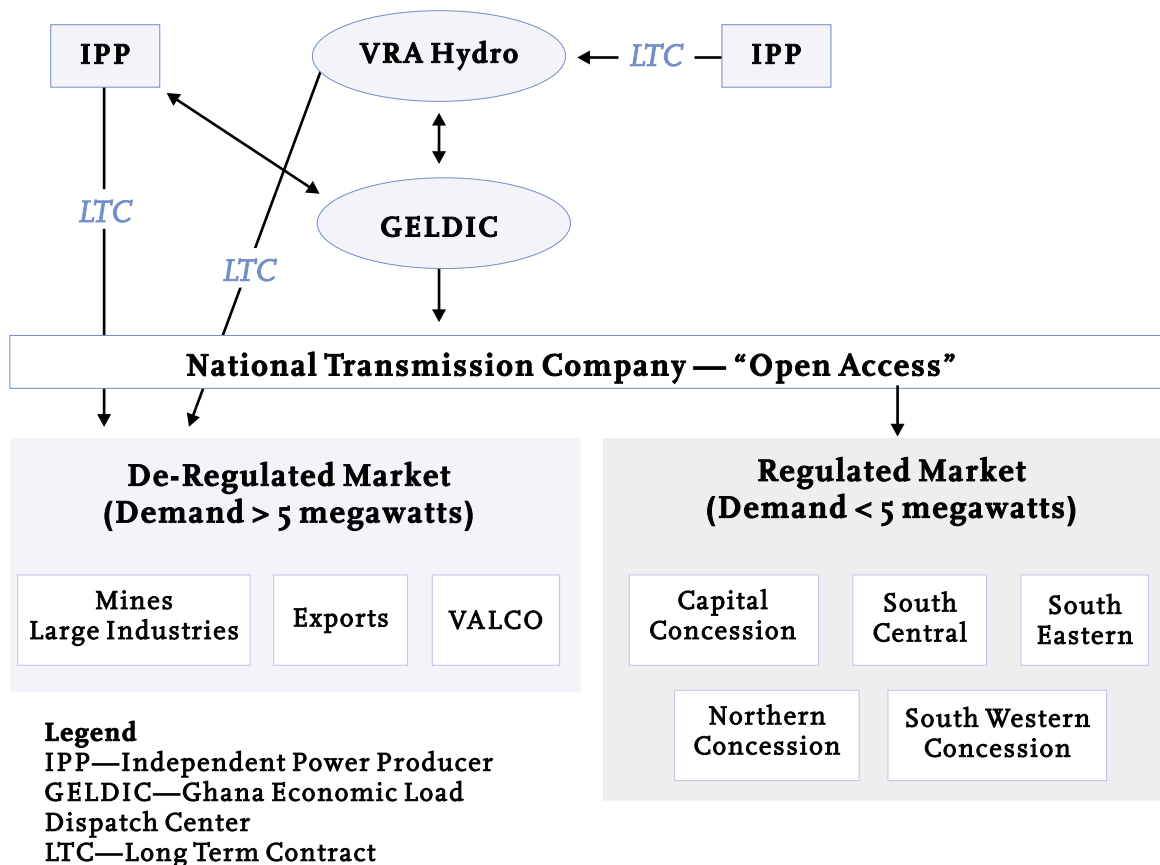 IPP
VRA Hydro
LTC
IPP
LTC
GELDIC
LTC
National Transmission Company — “Open Access”
De-Regulated Market
(Demand > 5 megawatts)
Mines
Large Industries
Exports
VALCO
Regulated Market
(Demand < 5 megawatts)
Capital
Concession
South
Central
South
Eastern
Northern
Concession
South Western
Concession
Legend
IPP—Independent Power Producer
GELDIC—Ghana Economic Load
Dispatch Center
LTC—Long Term Contract